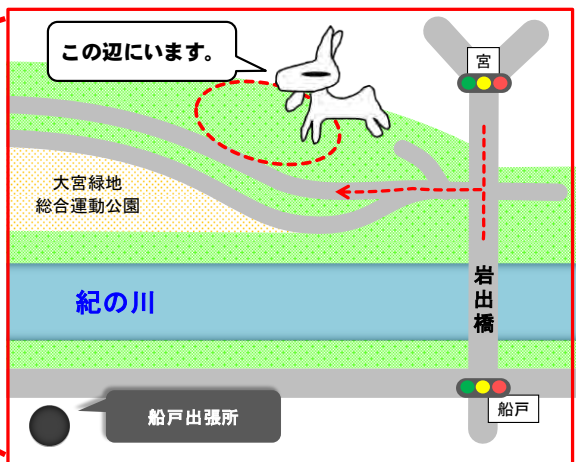 この辺にいます。
宮
大宮緑地
総合運動公園
岩出橋
紀の川
船戸
船戸出張所